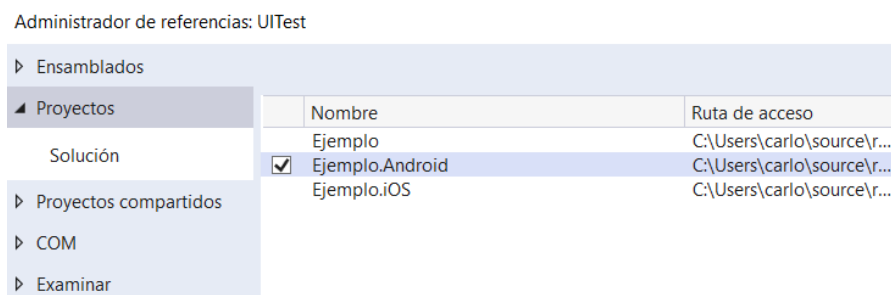 Administrador de referencias: UITest
Ensamblados
Proyectos
Solución
Proyectos compartidos
COM
Examinar
Nombre Ruta de acceso
Ejemplo C:\Users\carlo\source\r...
Ejemplo.Android C:\Users\carlo\source\r...
Ejemplo.iOS C:\Users\carlo\source\r...